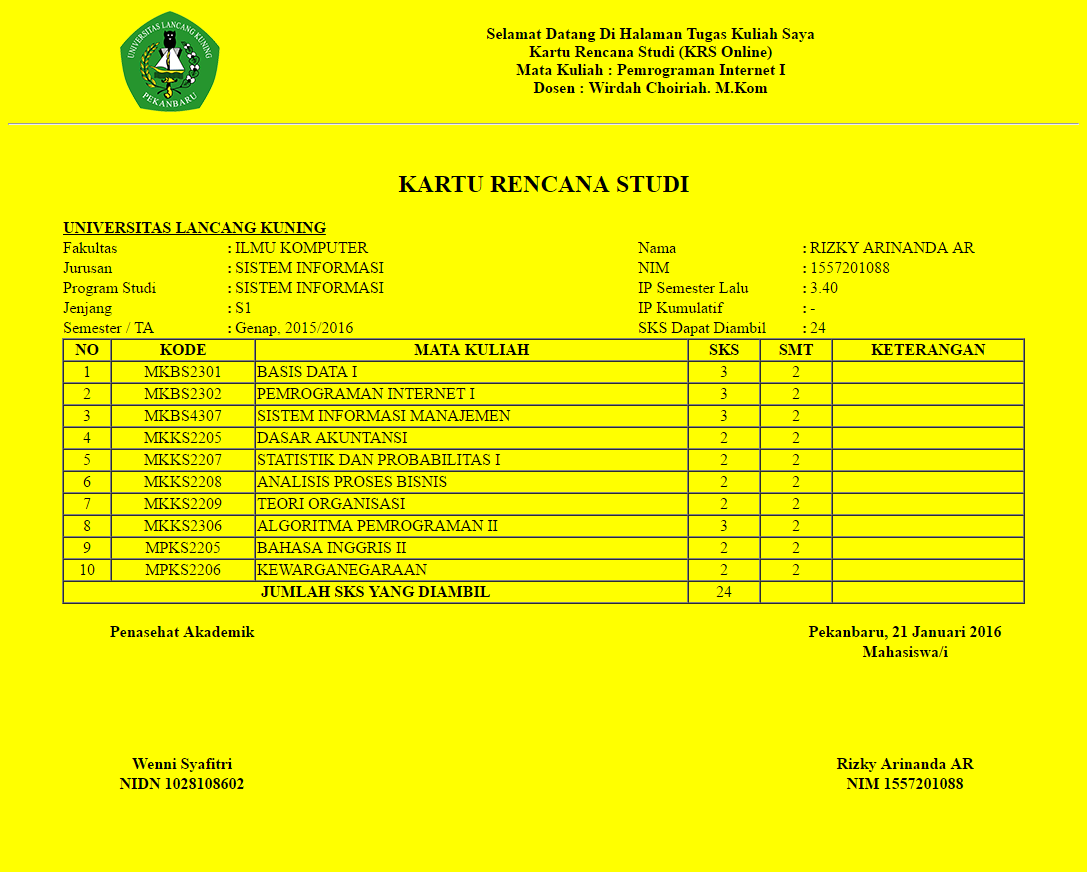 UNIVERSITAS LANCANG KUNING
PEKANBARU
Selamat Datang Di Halaman Tugas Kuliah Saya
Kartu Rencana Studi (KRS Online)
Mata Kuliah : Pemrograman Internet I
Dosen : Wirdah Choiriah. M.Kom
KARTU RENCANA STUDI
UNIVERSITAS LANCANG KUNING
Fakultas : ILMU KOMPUTER Nama : RIZKY ARINANDA AR
Jurusan : SISTEM INFORMASI NIM : 1557201088
Program Studi : SISTEM INFORMASI IP Semester Lalu : 3.40
Jenjang : S1 IP Kumulatif : -
Semester / TA : Genap, 2015/2016 SKS Dapat Diambil : 24
NO KODE MATA KULIAH SKS SMT KETERANGAN
1 MKBS2301 BASIS DATA I 3 2
2 MKBS2302 PEMROGRAMAN INTERNET I 3 2
3 MKBS4307 SISTEM INFORMASI MANAJEMEN 3 2
4 MKKS2205 DASAR AKUNTANSI 2 2
5 MKKS2207 STATISTIK DAN PROBABILITAS I 2 2
6 MKKS2208 ANALISIS PROSES BISNIS 2 2
7 MKKS2209 TEORI ORGANISASI 2 2
8 MKKS2306 ALGORITMA PEMROGRAMAN II 3 2
9 MPKS2205 BAHASA INGGRIS II 2 2
10 MPKS2206 KEWARGANEGARAAN 2 2
JUMLAH SKS YANG DIAMBIL 24
Penasehat Akademik Pekanbaru, 21 Januari 2016
Mahasiswa/i
Wenni Syafitri Rizky Arinanda AR
NIDN 1028108602 NIM 1557201088